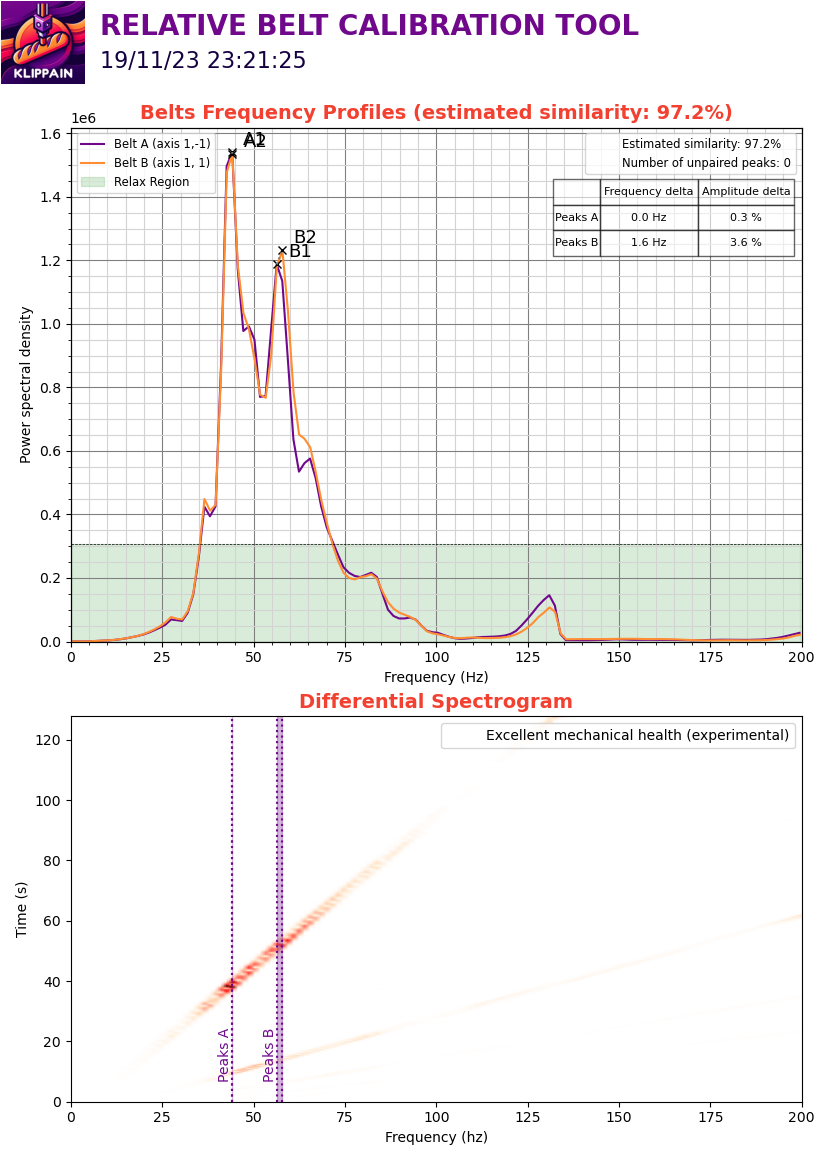 KLIPPAIN
RELATIVE BELT CALIBRATION TOOL
19/11/23 23:21:25
Belts Frequency Profiles (estimated similarity: 97.2%)
1e6
Belt A (axis 1,-1)
Belt B (axis 1, 1)
Relax Region
A1
A2
B2
B1
Estimated similarity: 97.2%
Number of unpaired peaks: 0
Frequency delta Amplitude delta
Peaks A 0.0 Hz 0.3 %
Peaks B 1.6 Hz 3.6 %
1.6
1.4
1.2
1.0
0.8
0.6
0.4
0.2
0.0
Power spectral density
0 25 50 75 100 125 150 175 200
Frequency (Hz)
Differential Spectrogram
Excellent mechanical health (experimental)
120
100
80
60
40
20
0
Time (s)
Peaks A
Peaks B
0 25 50 75 100 125 150 175 200
Frequency (hz)